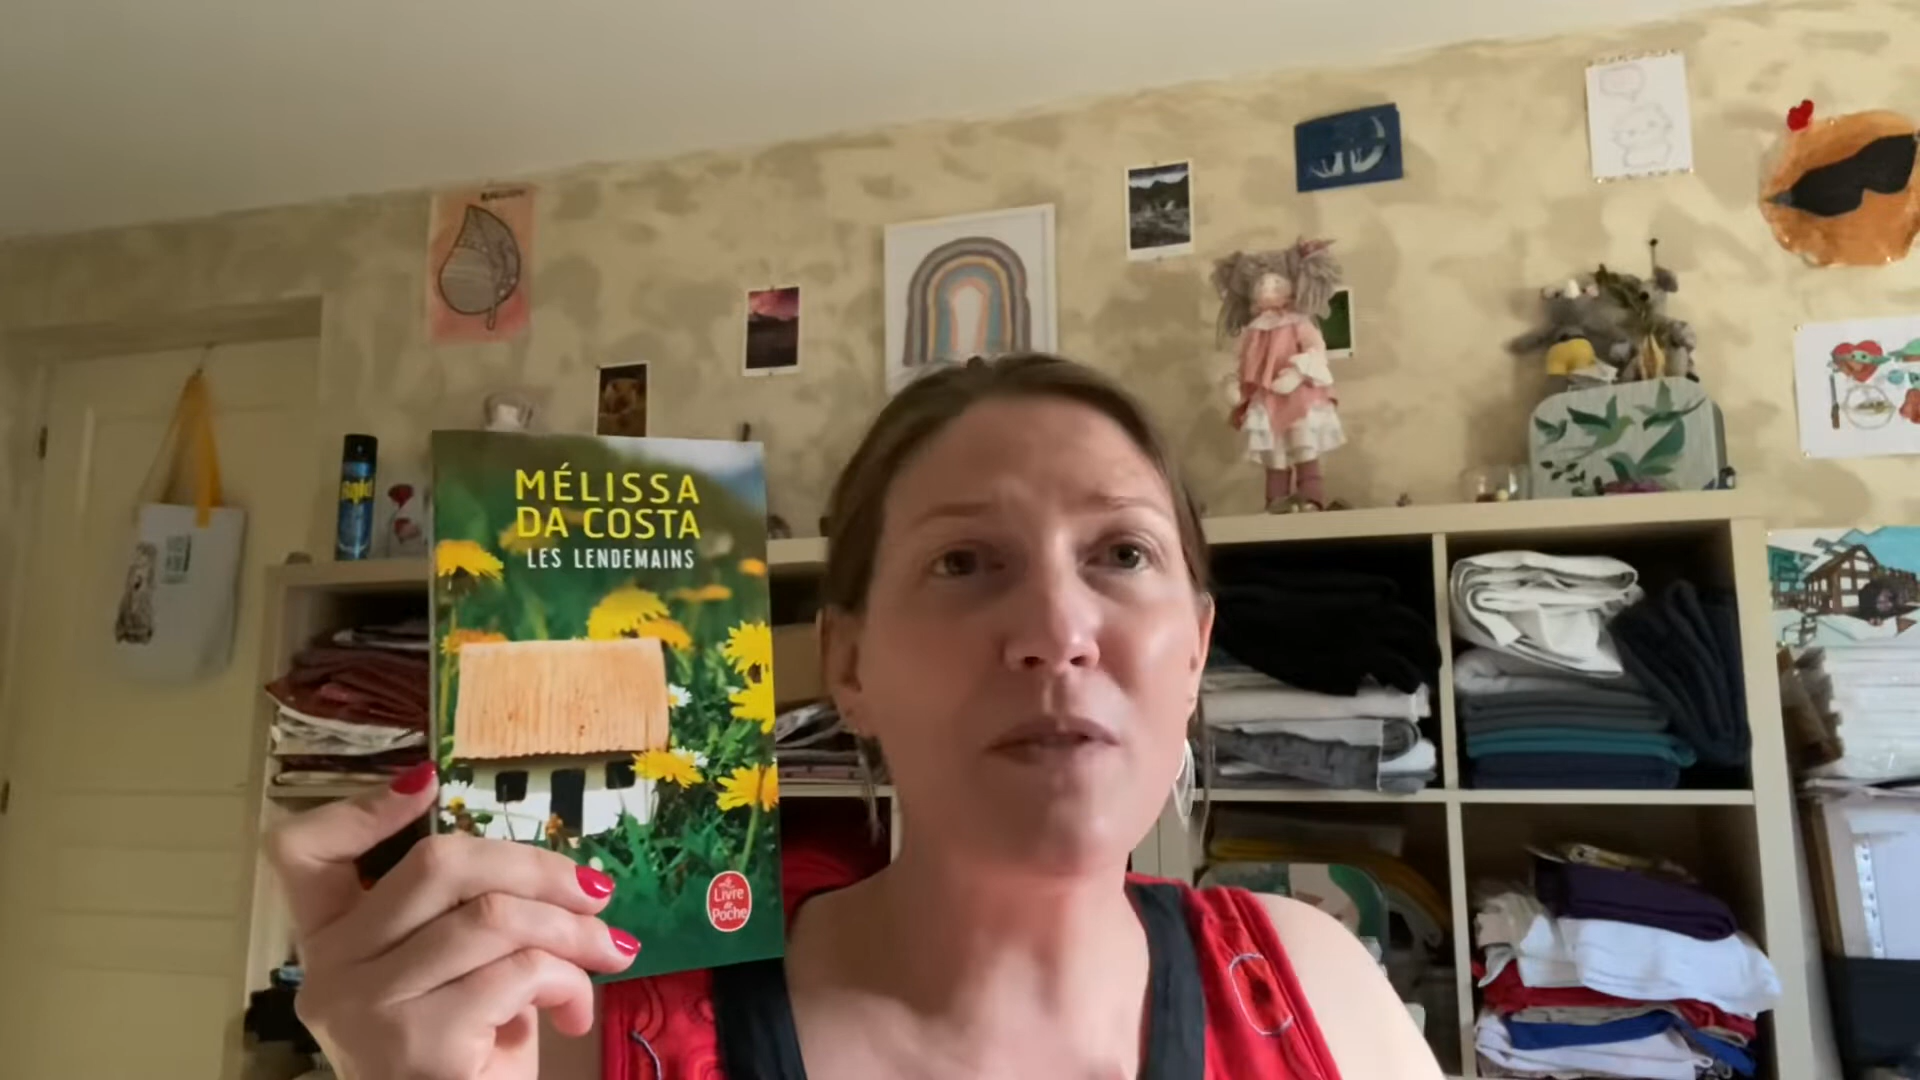 MÉLISSA
DA COSTA
LES LENDEMAINS
Le
Livre
de
Poche